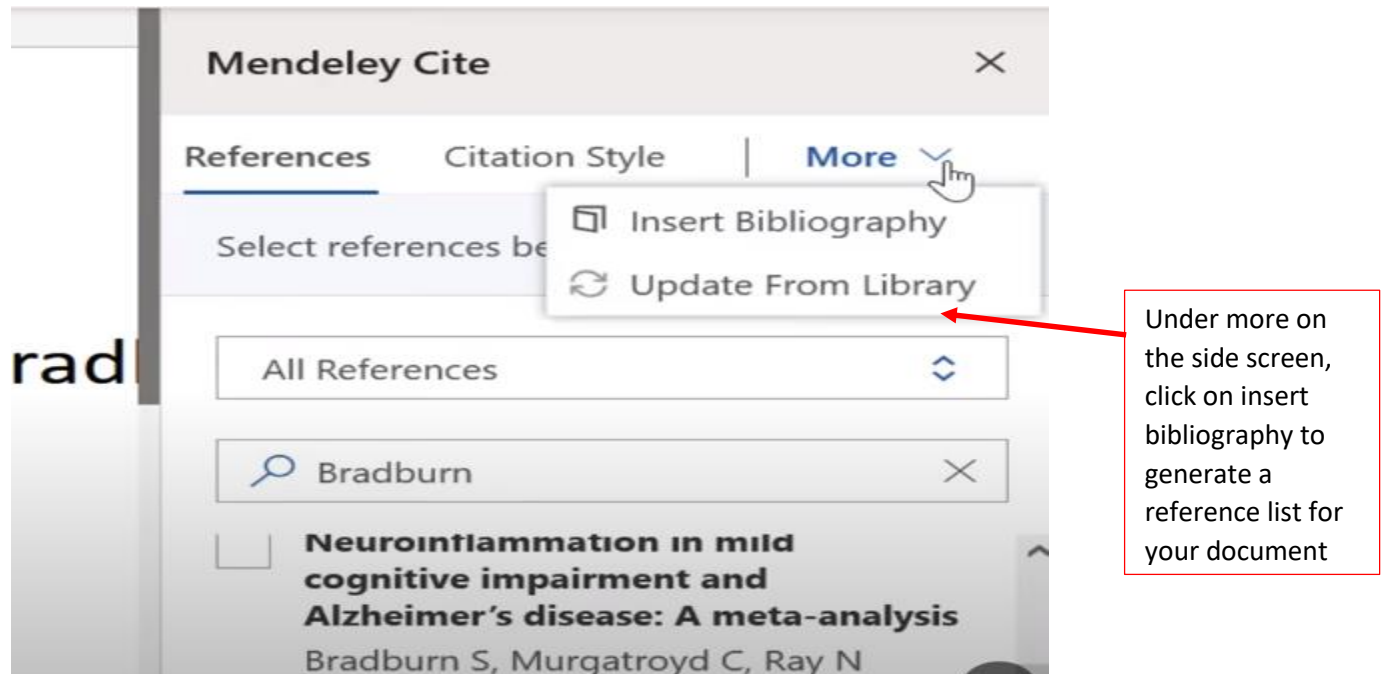 Mendeley Cite
References Citation Style | More
Insert Bibliography
Select references be
Update From Library
rad
All References
Bradburn
Neuroinflammation in mild
cognitive impairment and
Alzheimer's disease: A meta-analysis
Bradburn S, Murgatroyd C, Ray N
Under more on
the side screen,
click on insert
bibliography to
generate a
reference list for
your document